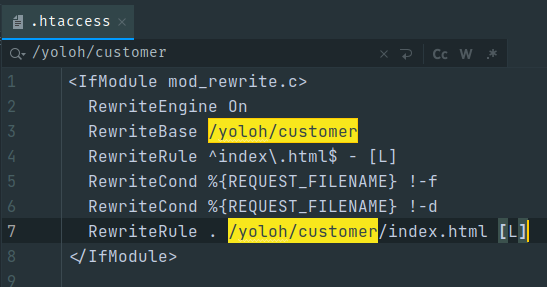 .htaccess ×
/yoloh/customer × Cc W .*
1 <IfModule mod_rewrite.c>
2 RewriteEngine On
3 RewriteBase /yoloh/customer
4 RewriteRule ^index\.html$ - [L]
5 RewriteCond %{REQUEST_FILENAME} !-f
6 RewriteCond %{REQUEST_FILENAME} !-d
7 RewriteRule . /yoloh/customer/index.html [L]
8 </IfModule>
9